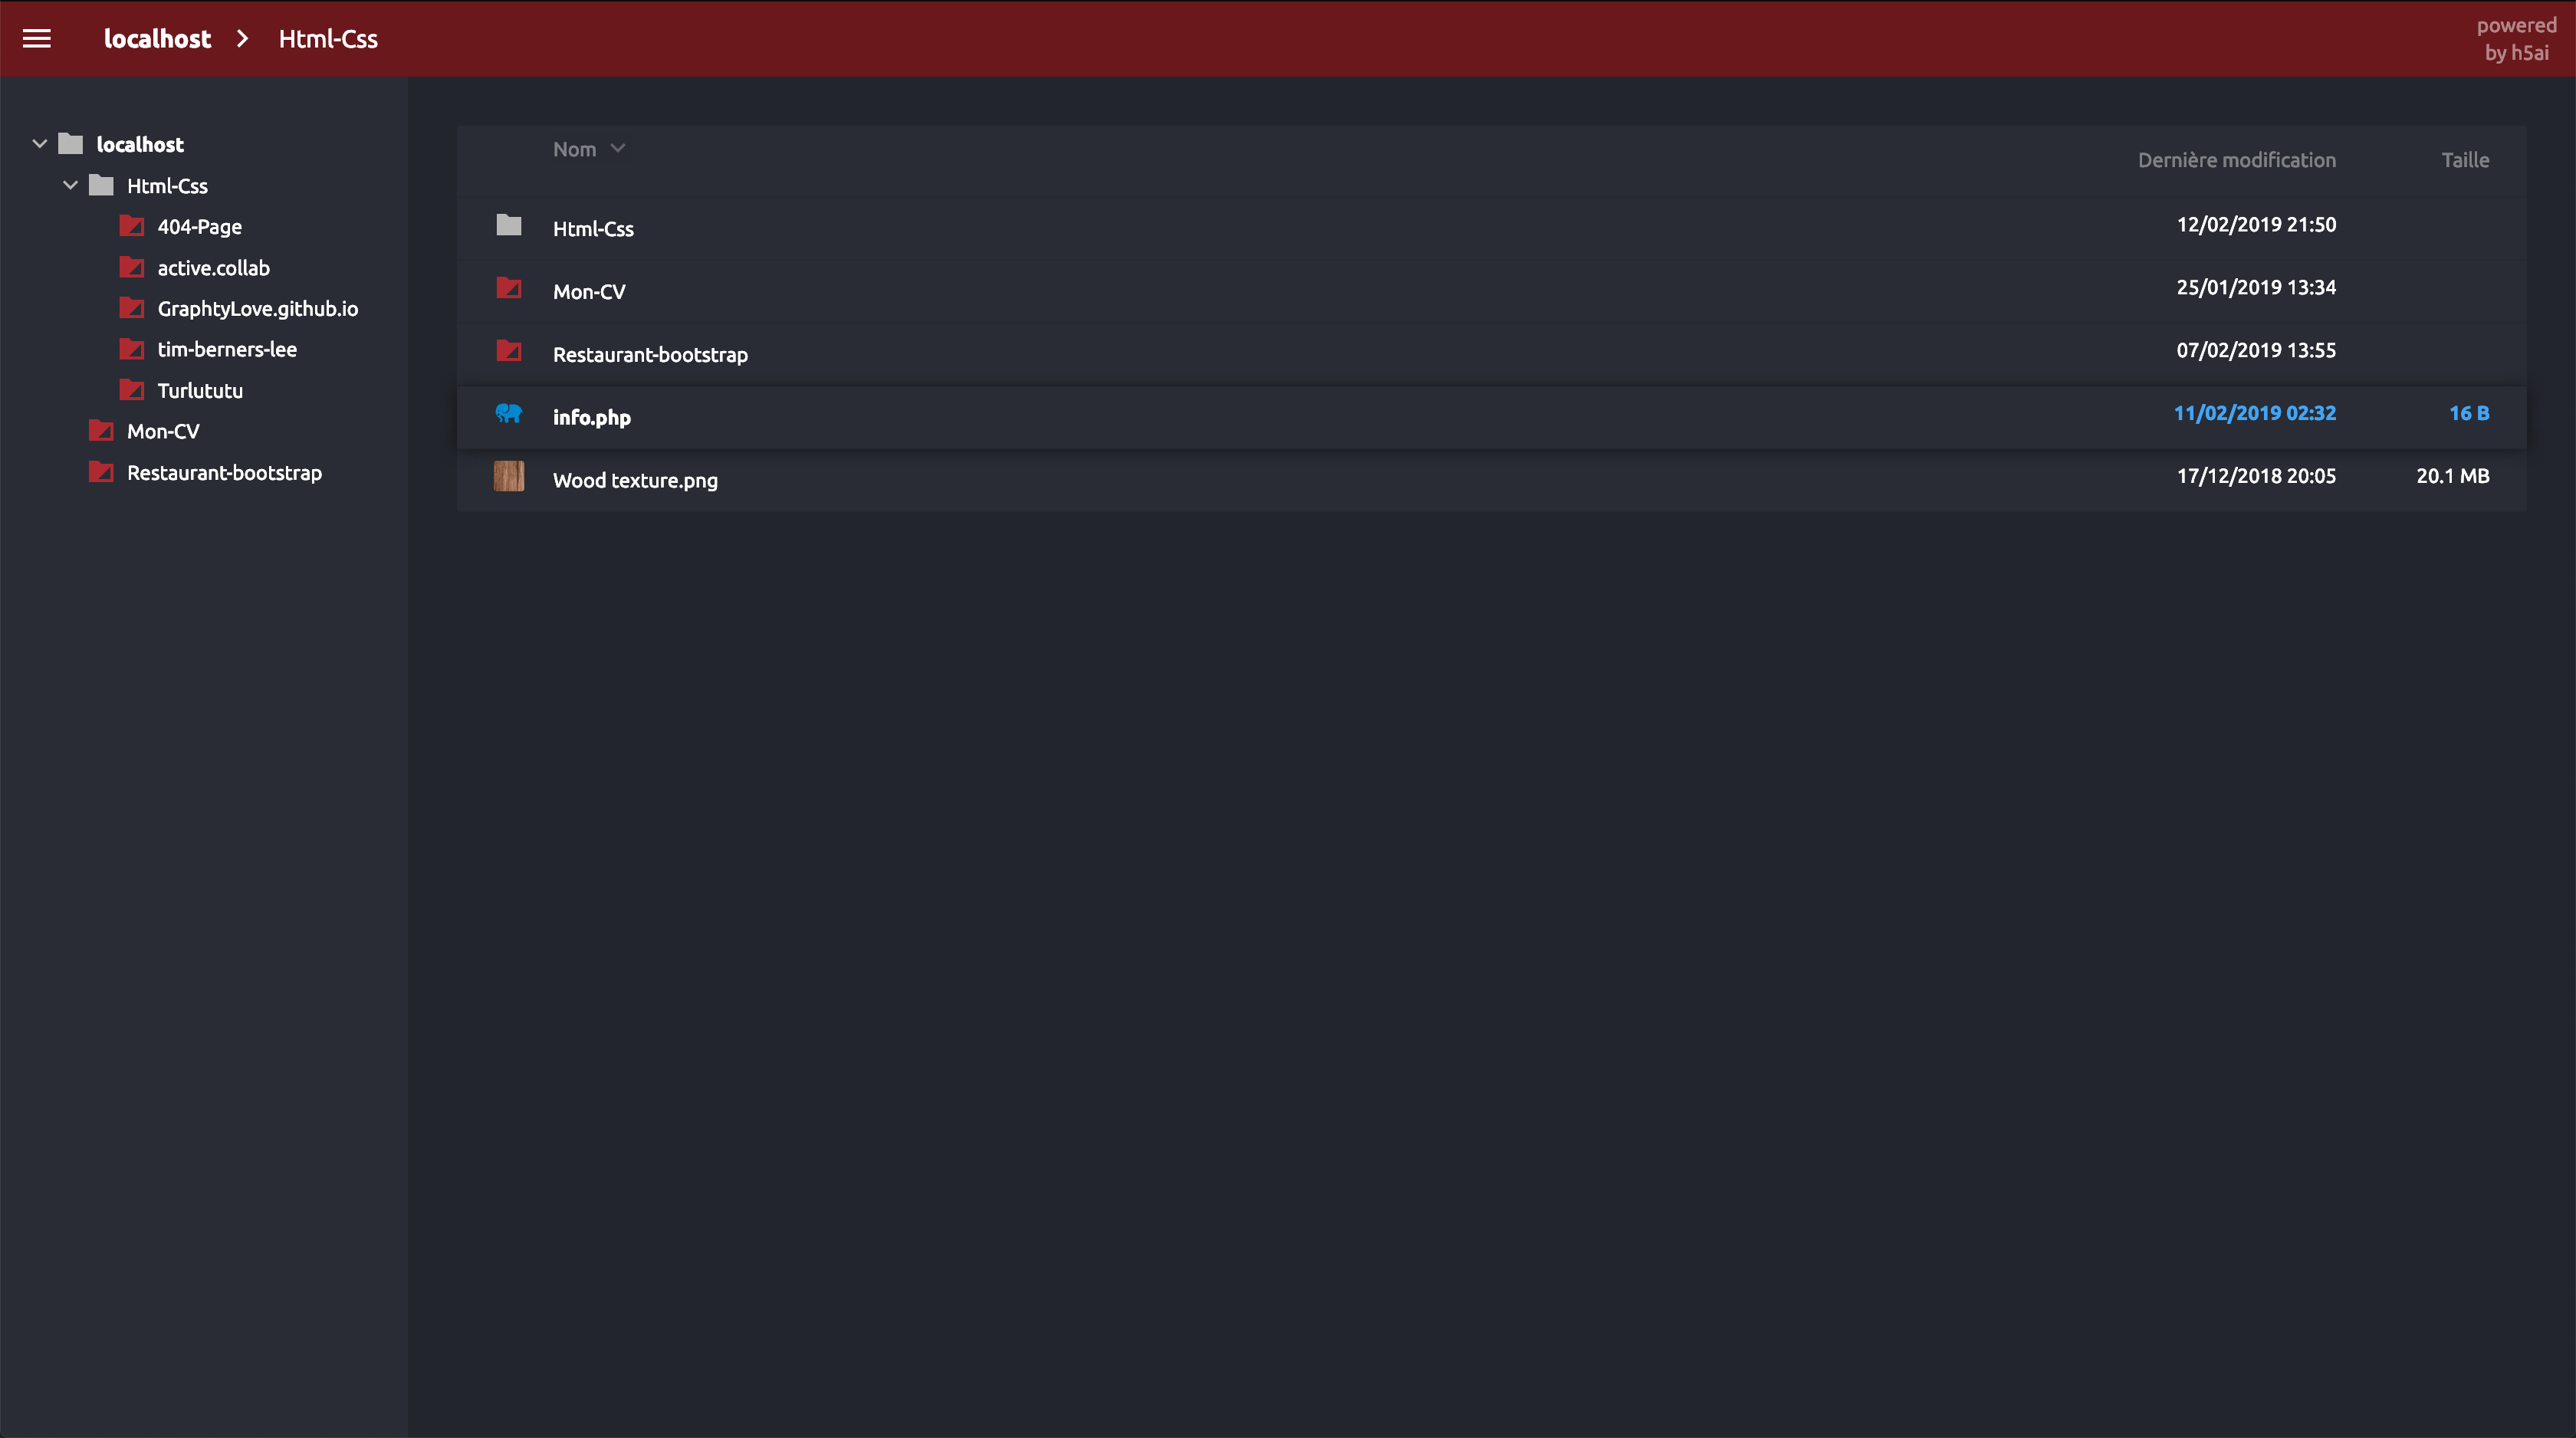 localhost > Html-Css
powered
by h5ai
localhost
Html-Css
404-Page
active.collab
GraphtyLove.github.io
tim-berners-lee
Turlututu
Mon-CV
Restaurant-bootstrap
Nom Dernière modification Taille
Html-Css 12/02/2019 21:50
Mon-CV 25/01/2019 13:34
Restaurant-bootstrap 07/02/2019 13:55
info.php 11/02/2019 02:32 16 B
Wood texture.png 17/12/2018 20:05 20.1 MB